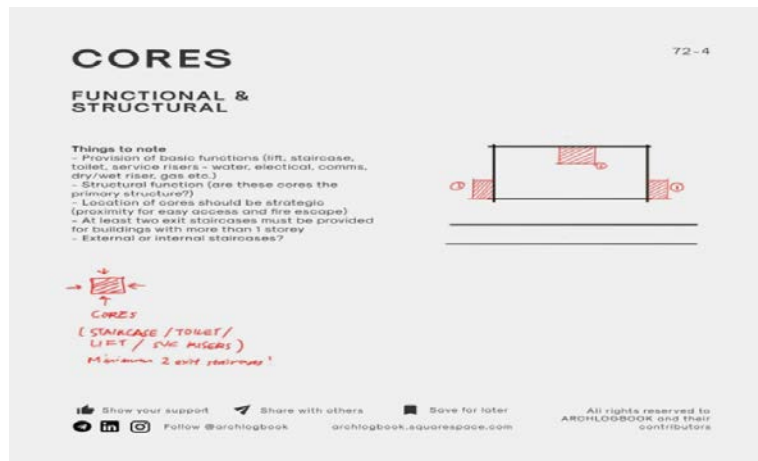 CORES
72-4
FUNCTIONAL &
STRUCTURAL
Things to note
- Provision of basic functions (lift, staircase,
toilet, service risers - water, electical, comms,
dry/wet riser, gas etc.)
- Structural function (are these cores the
primary structure?)
- Location of cores should be strategic
(proximity for easy access and fire escape)
- At least two exit staircases must be provided
for buildings with more than 1 storey
- External or internal staircases?
CORES
(STAIRCASE / TOILET /
LIFT / SVC RISERS)
Minimum 2 exit staircases!
Show your support
Share with others
Save for later
Follow @archlogbook
archlogbook.squarespace.com
All rights reserved to
ARCHLOGBOOK and their
contributors